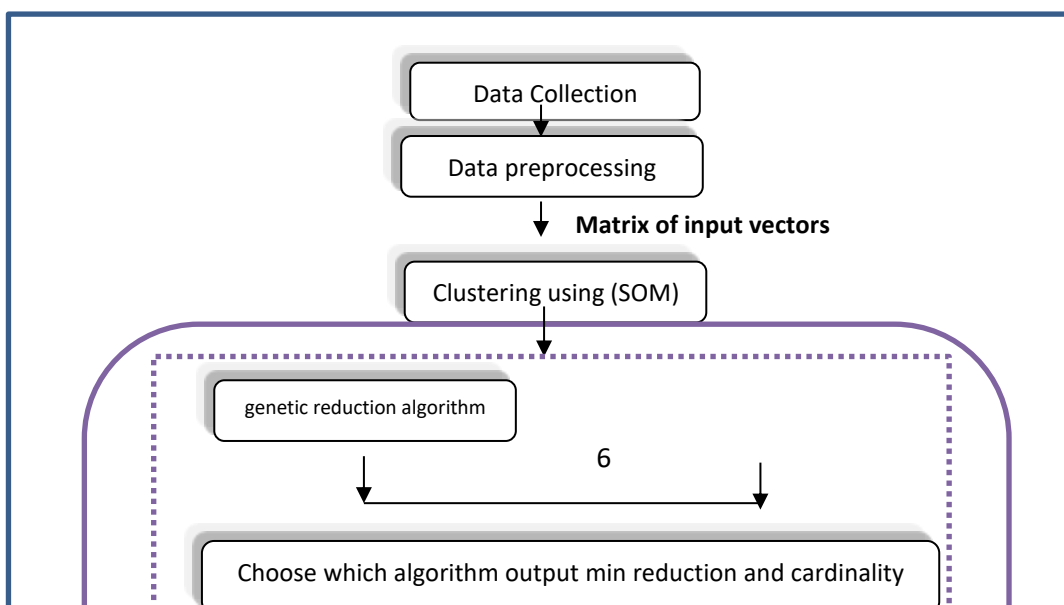 Data Collection
Data preprocessing
Matrix of input vectors
Clustering using (SOM)
genetic reduction algorithm
6
Choose which algorithm output min reduction and cardinality